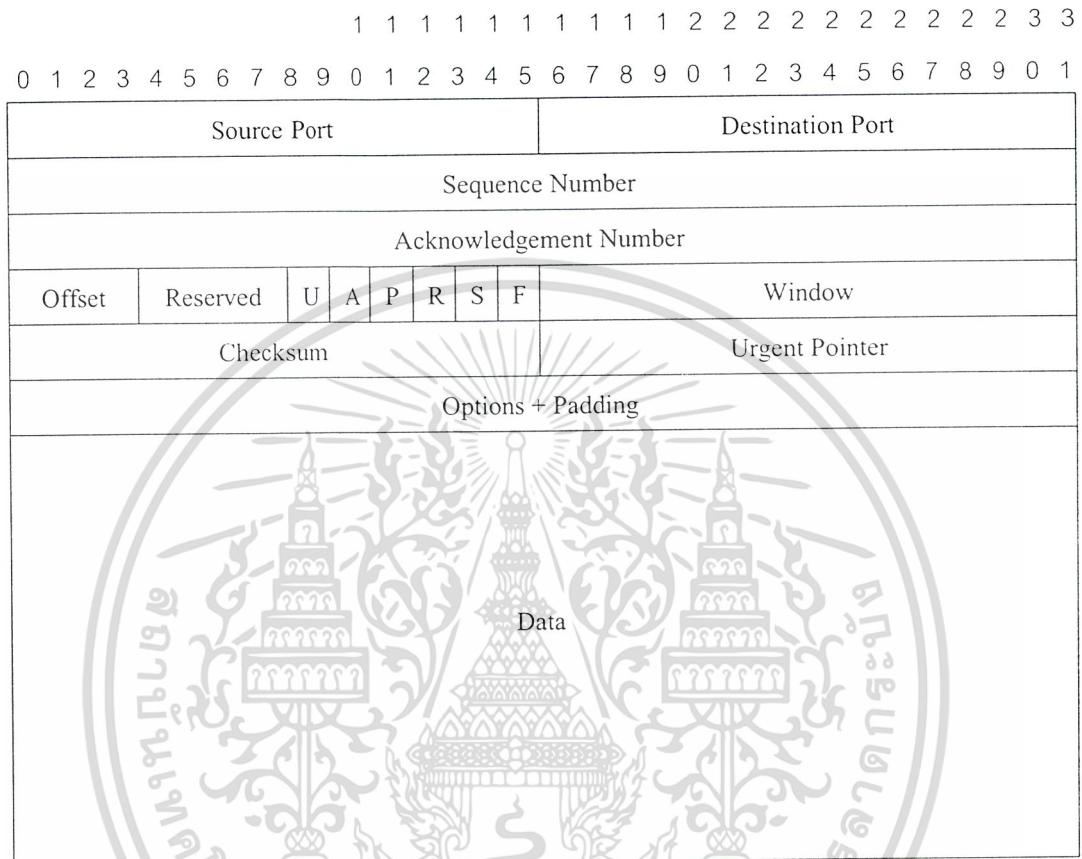 1 1 1 1 1 1 1 1 1 1 2 2 2 2 2 2 2 2 2 2 3 3
0 1 2 3 4 5 6 7 8 9 0 1 2 3 4 5 6 7 8 9 0 1 2 3 4 5 6 7 8 9 0 1
Source Port Destination Port
Sequence Number
Acknowledgement Number
Offset Reserved U A P R S F Window
Checksum Urgent Pointer
Options + Padding
Data